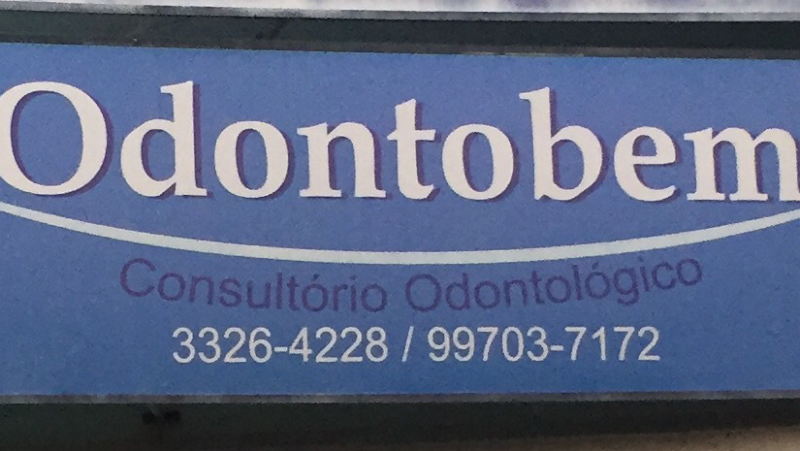 Odontobem
Consultório Odontológico
3326-4228 / 99703-7172